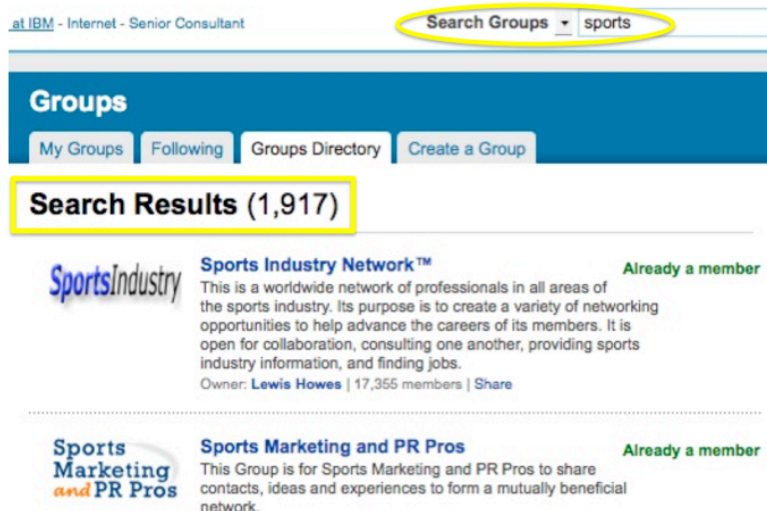 at IBM - Internet - Senior Consultant
Search Groups sports
Groups
My Groups Following Groups Directory Create a Group
Search Results (1,917)
SportsIndustry
Sports Industry Network™
Already a member
This is a worldwide network of professionals in all areas of
the sports industry. Its purpose is to create a variety of networking
opportunities to help advance the careers of its members. It is
open for collaboration, consulting one another, providing sports
industry information, and finding jobs.
Owner: Lewis Howes | 17,355 members | Share
Sports
Marketing
and PR Pros
Sports Marketing and PR Pros
Already a member
This Group is for Sports Marketing and PR Pros to share
contacts, ideas and experiences to form a mutually beneficial
network.